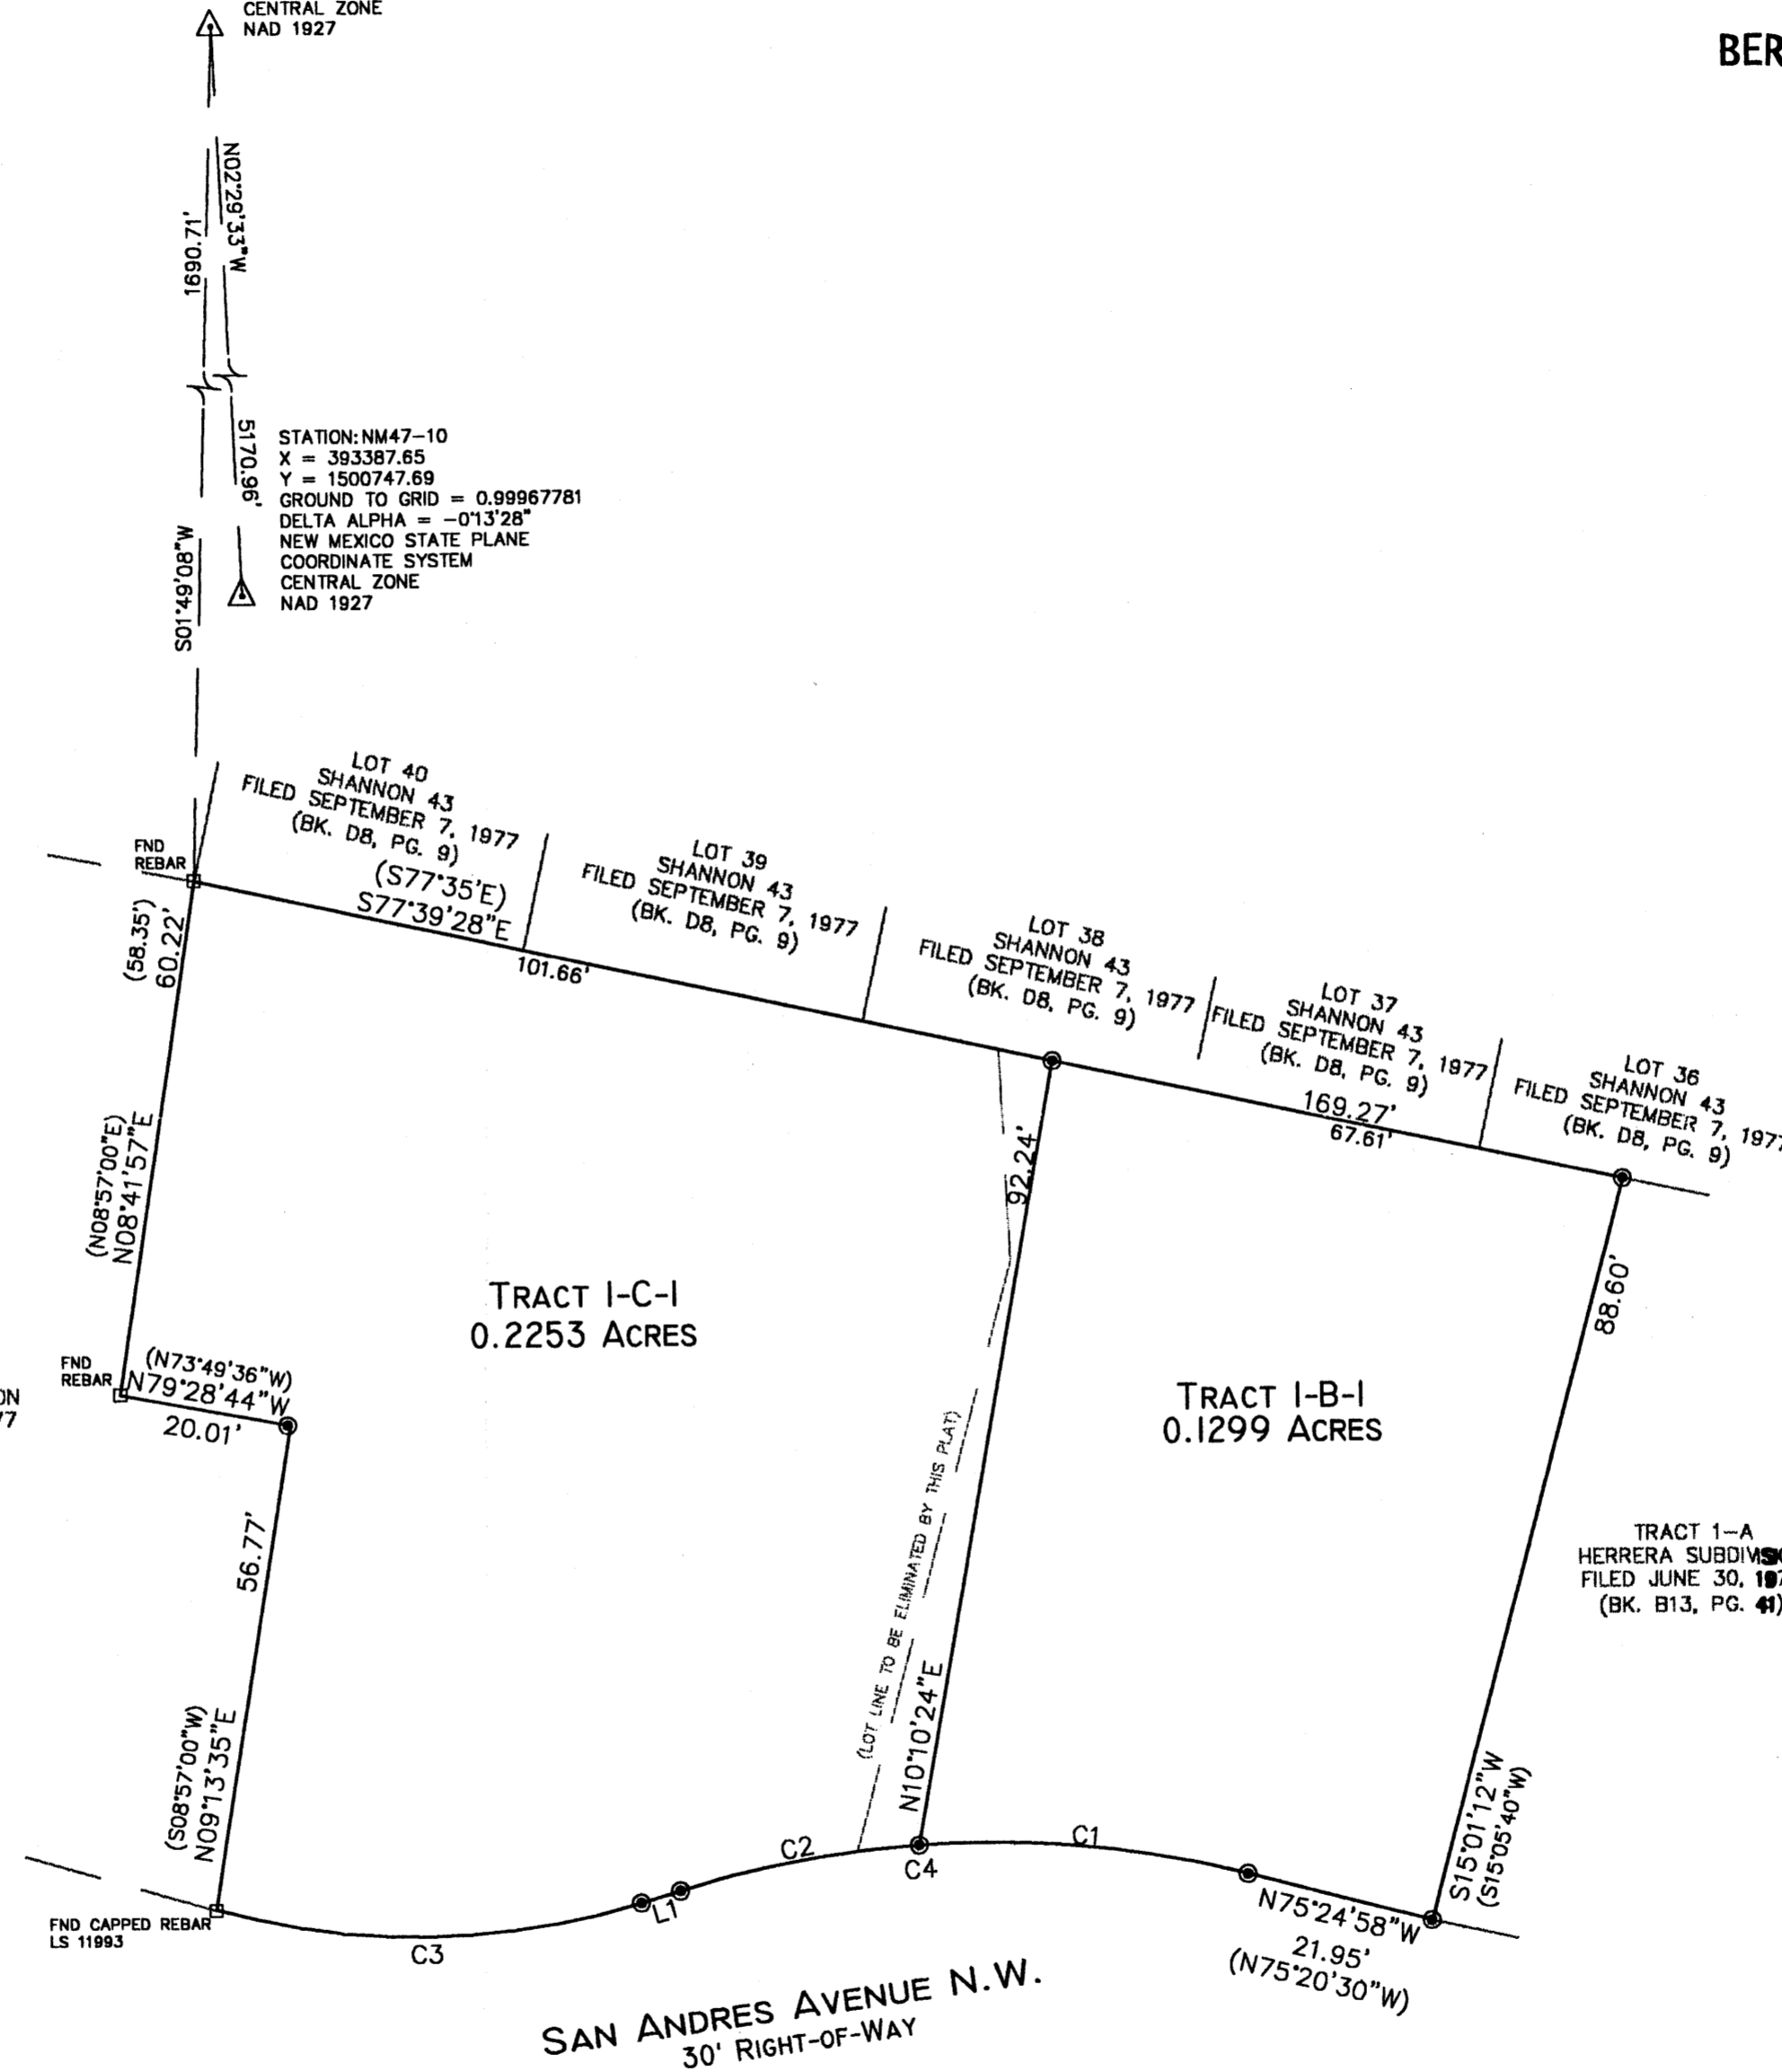 CENTRAL ZONE
NAD 1927
BER
N02°29'33"W
1690.71'
5170.96'
STATION: NM47-10
X = 393387.65
Y = 1500747.69
GROUND TO GRID = 0.99967781
DELTA ALPHA = -0°13'28"
NEW MEXICO STATE PLANE
COORDINATE SYSTEM
CENTRAL ZONE
NAD 1927
S01°49'08"W
LOT 40
SHANNON 43
FILED SEPTEMBER 7, 1977
(BK. D8, PG. 9)
(S77°35'E)
S77°39'28"E
101.66'
LOT 39
SHANNON 43
FILED SEPTEMBER 7, 1977
(BK. D8, PG. 9)
LOT 38
SHANNON 43
FILED SEPTEMBER 7, 1977
(BK. D8, PG. 9)
LOT 37
SHANNON 43
FILED SEPTEMBER 7, 1977
(BK. D8, PG. 9)
169.27'
67.61'
LOT 36
SHANNON 43
FILED SEPTEMBER 7, 1977
(BK. D8, PG. 9)
FND
REBAR
(58.35')
60.22'
(N08°57'00"E)
N08°41'57"E
92.24'
88.60'
TRACT 1-C-1
0.2253 ACRES
FND
REBAR
(N73°49'36"W)
N79°28'44"W
20.01'
ON
77
TRACT 1-B-1
0.1299 ACRES
(LOT LINE TO BE ELIMINATED BY THIS PLAT)
56.77'
TRACT 1-A
HERRERA SUBDIVISIO
FILED JUNE 30, 197
(BK. B13, PG. 41)
(S08°57'00"W)
N09°13'35"E
N10°10'24"E
S15°01'12"W
(S15°05'40"W)
C2
C1
C4
L1
N75°24'58"W
21.95'
(N75°20'30"W)
FND CAPPED REBAR
LS 11993
C3
SAN ANDRES AVENUE N.W.
30' RIGHT-OF-WAY